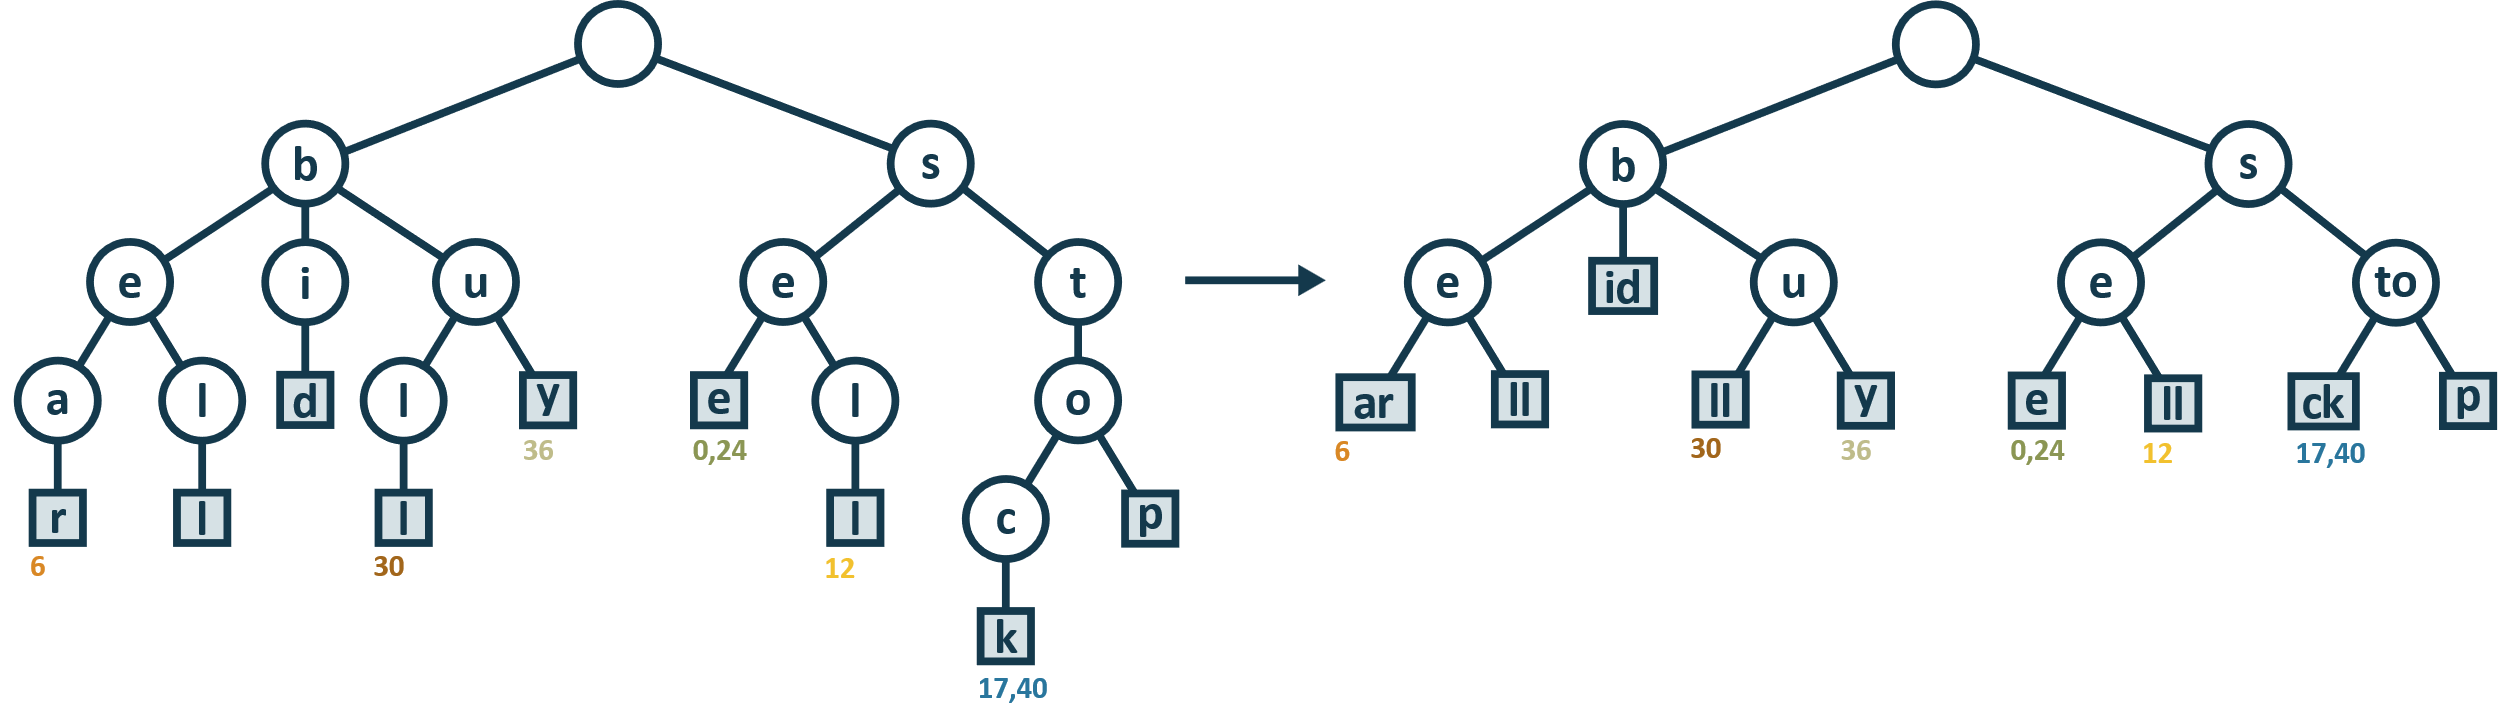 b s b s
e i u e t e id u e to
a l d l y e l o ar ll ll y e ll ck p
36 0,24 6 30 36 0,24 12 17,40
r l l l c p
6 30 12
k
17,40